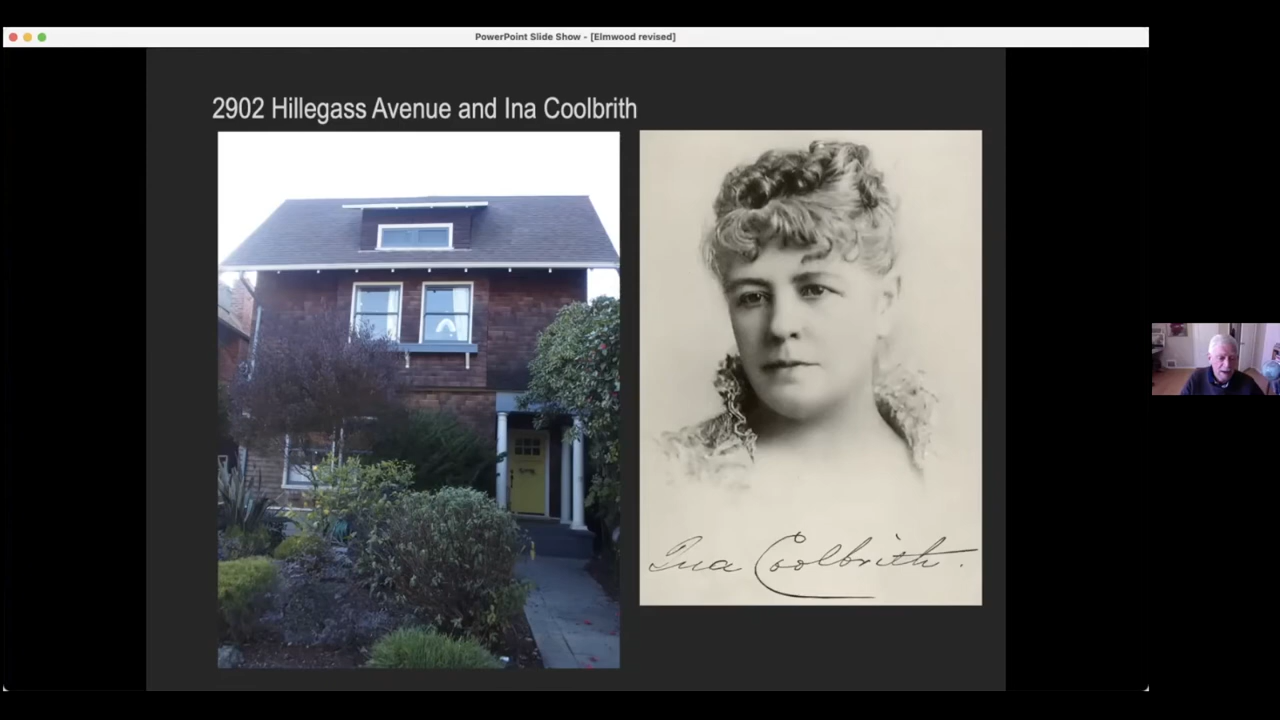 PowerPoint Slide Show - [Elmwood revised]
2902 Hillegass Avenue and Ina Coolbrith
Ina Coolbrith.